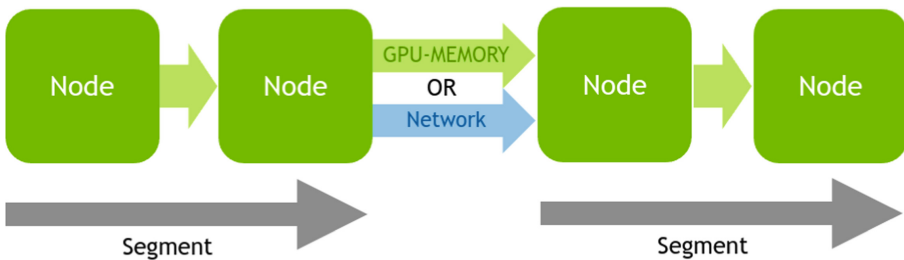 Node
Node
GPU-MEMORY
OR
Network
Node
Node
Segment
Segment